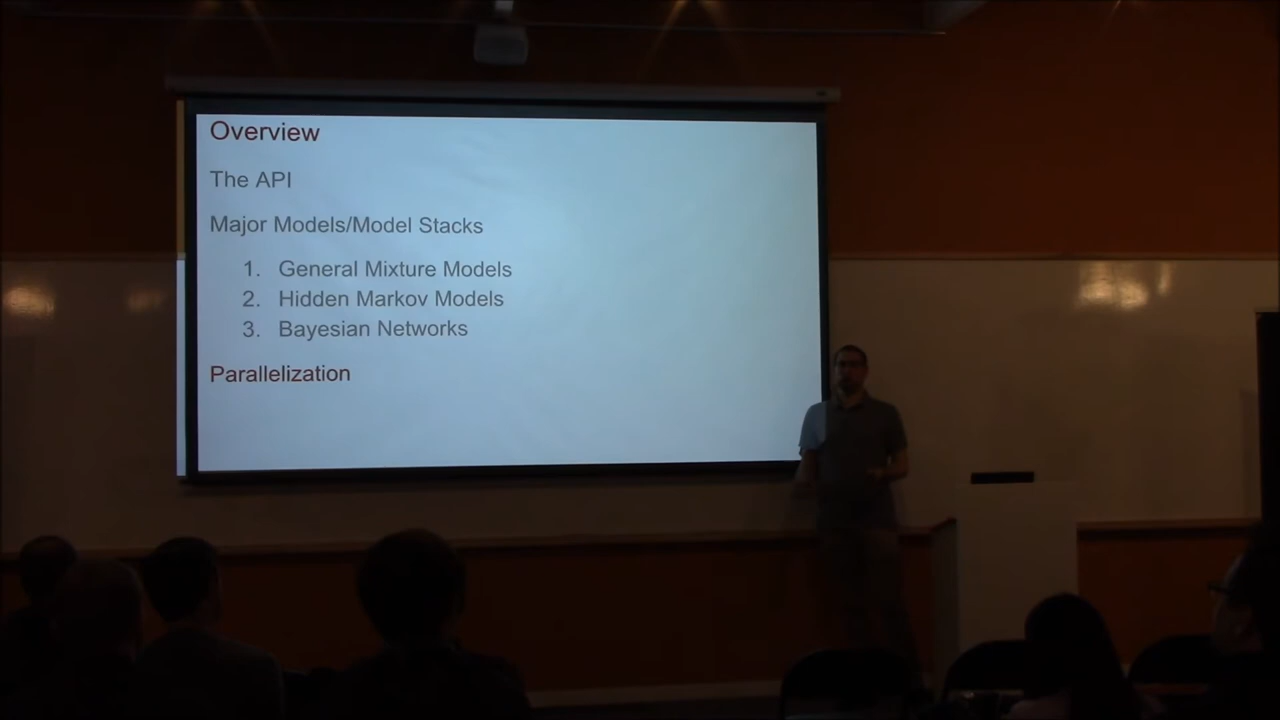 Overview
The API
Major Models/Model Stacks
1. General Mixture Models
2. Hidden Markov Models
3. Bayesian Networks
Parallelization